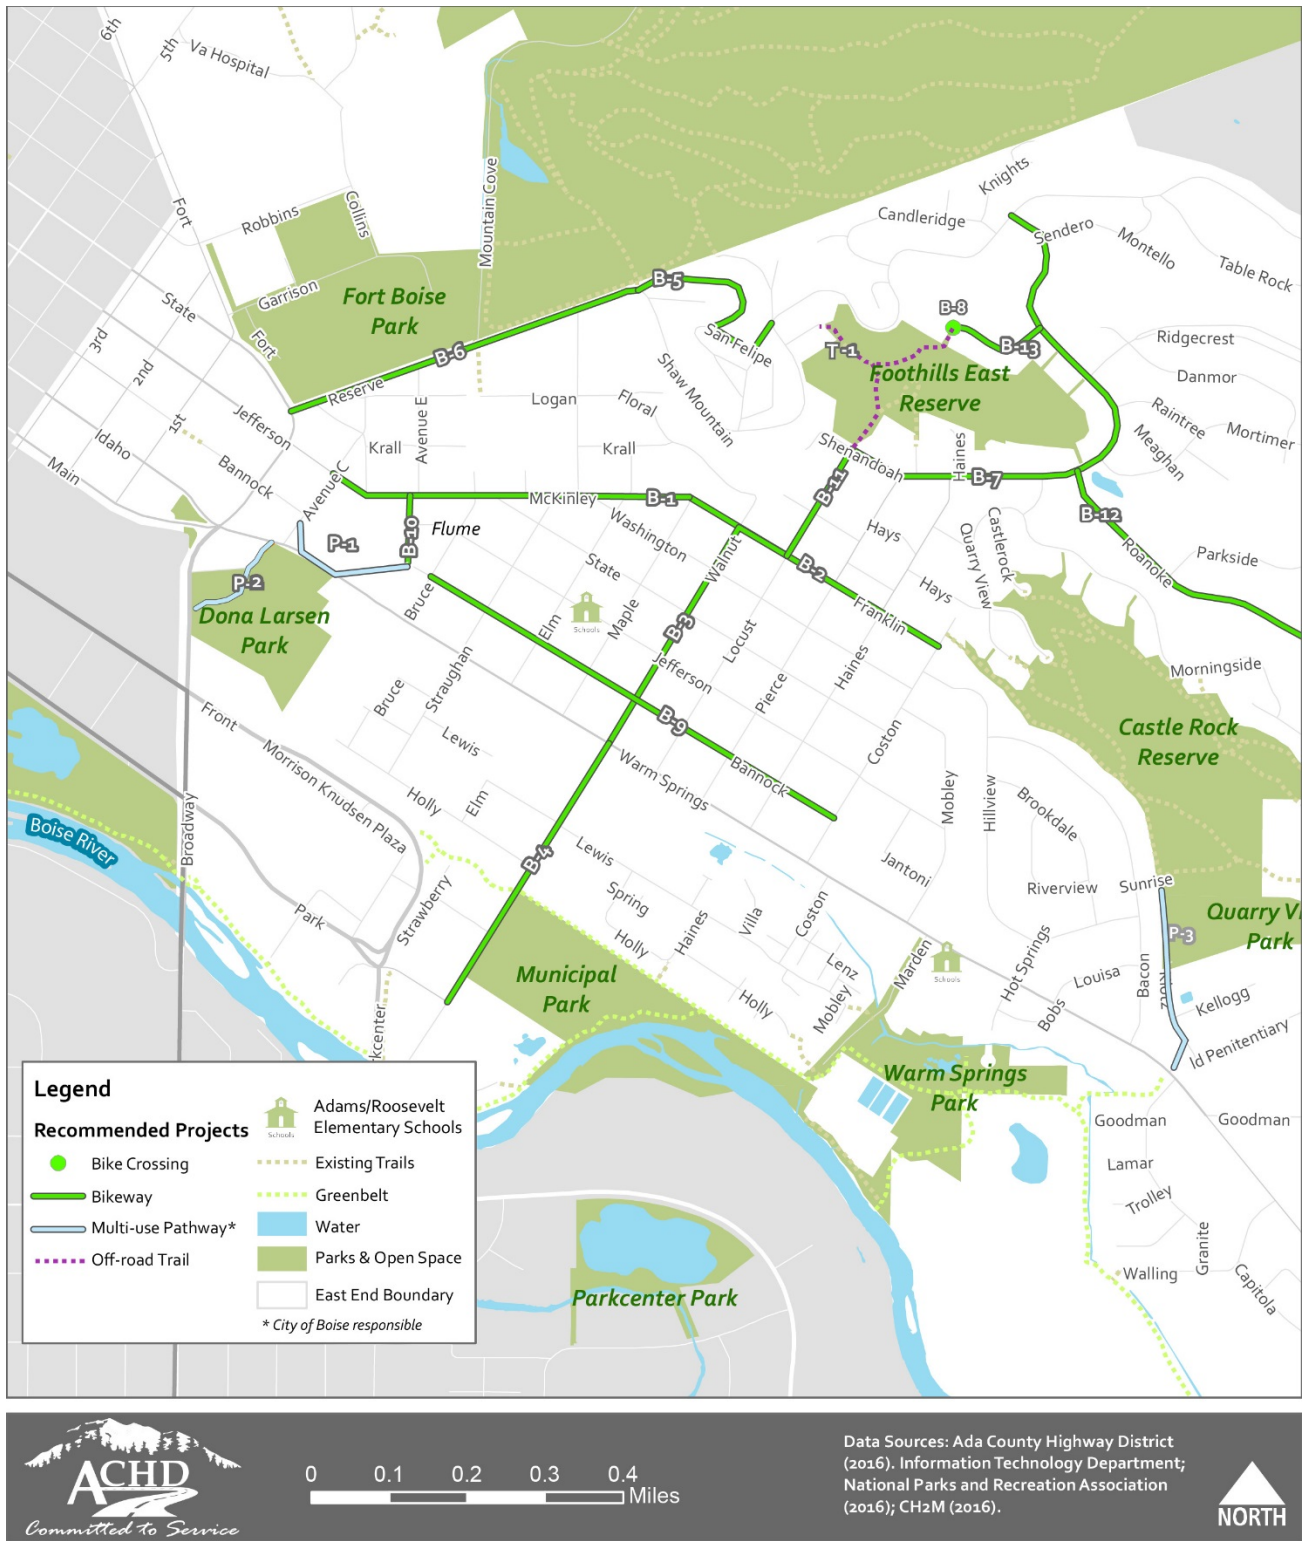 6th
5th
Va Hospital
Fort
Robbins
Collins
Mountain Cove
Garrison
Fort Boise
Park
Fort
State
3rd
2nd
1st
Jefferson
Idaho
Bannock
Main
Reserve
B-6
B-5
San Felipe
Shaw Mountain
Logan
Floral
Krall
Avenue E
Krall
Avenue C
Knights
Candleridge
Sendero
Montello
Table Rock
B-8
B-13
T-1
Foothills East
Reserve
Ridgecrest
Danmor
Raintree
Mortimer
Meaghan
Shenandoah
Haines
B-7
B-11
B-12
Roanoke
Parkside
McKinley
B-1
B-10
Flume
P-1
P-2
Dona Larsen
Park
Washington
State
Walnut
B-2
Hays
Hays
Quarry View
Castlerock
Franklin
Bruce
Elm
Schools
Maple
B-3
Jefferson
Locust
Pierce
Haines
Coston
Morningside
Castle Rock
Reserve
Bruce
Straughan
Lewis
Elm
Holly
B-9
Bannock
Warm Springs
Front
Morrison Knudsen Plaza
Broadway
Boise River
B-4
Park
Strawberry
Lewis
Spring
Holly
Haines
Villa
Coston
Lenz
Mobley
Holly
Jantoni
Mobley
Hillview
Brookdale
Riverview
Sunrise
Quarry Vi
Park
P-3
Marden
Schools
Hot Springs
Bobs
Louisa
Bacon
Kellogg
Id Penitentiary
Municipal
Park
kcenter
Warm Springs
Park
Goodman
Goodman
Lamar
Trolley
Granite
Walling
Capitola
Parkcenter Park
Legend
Recommended Projects
Bike Crossing
Bikeway
Multi-use Pathway*
Off-road Trail
Schools
Adams/Roosevelt
Elementary Schools
Existing Trails
Greenbelt
Water
Parks & Open Space
East End Boundary
* City of Boise responsible
ACHD
Committed to Service
0 0.1 0.2 0.3 0.4
Miles
Data Sources: Ada County Highway District
(2016). Information Technology Department;
National Parks and Recreation Association
(2016); CH2M (2016).
NORTH